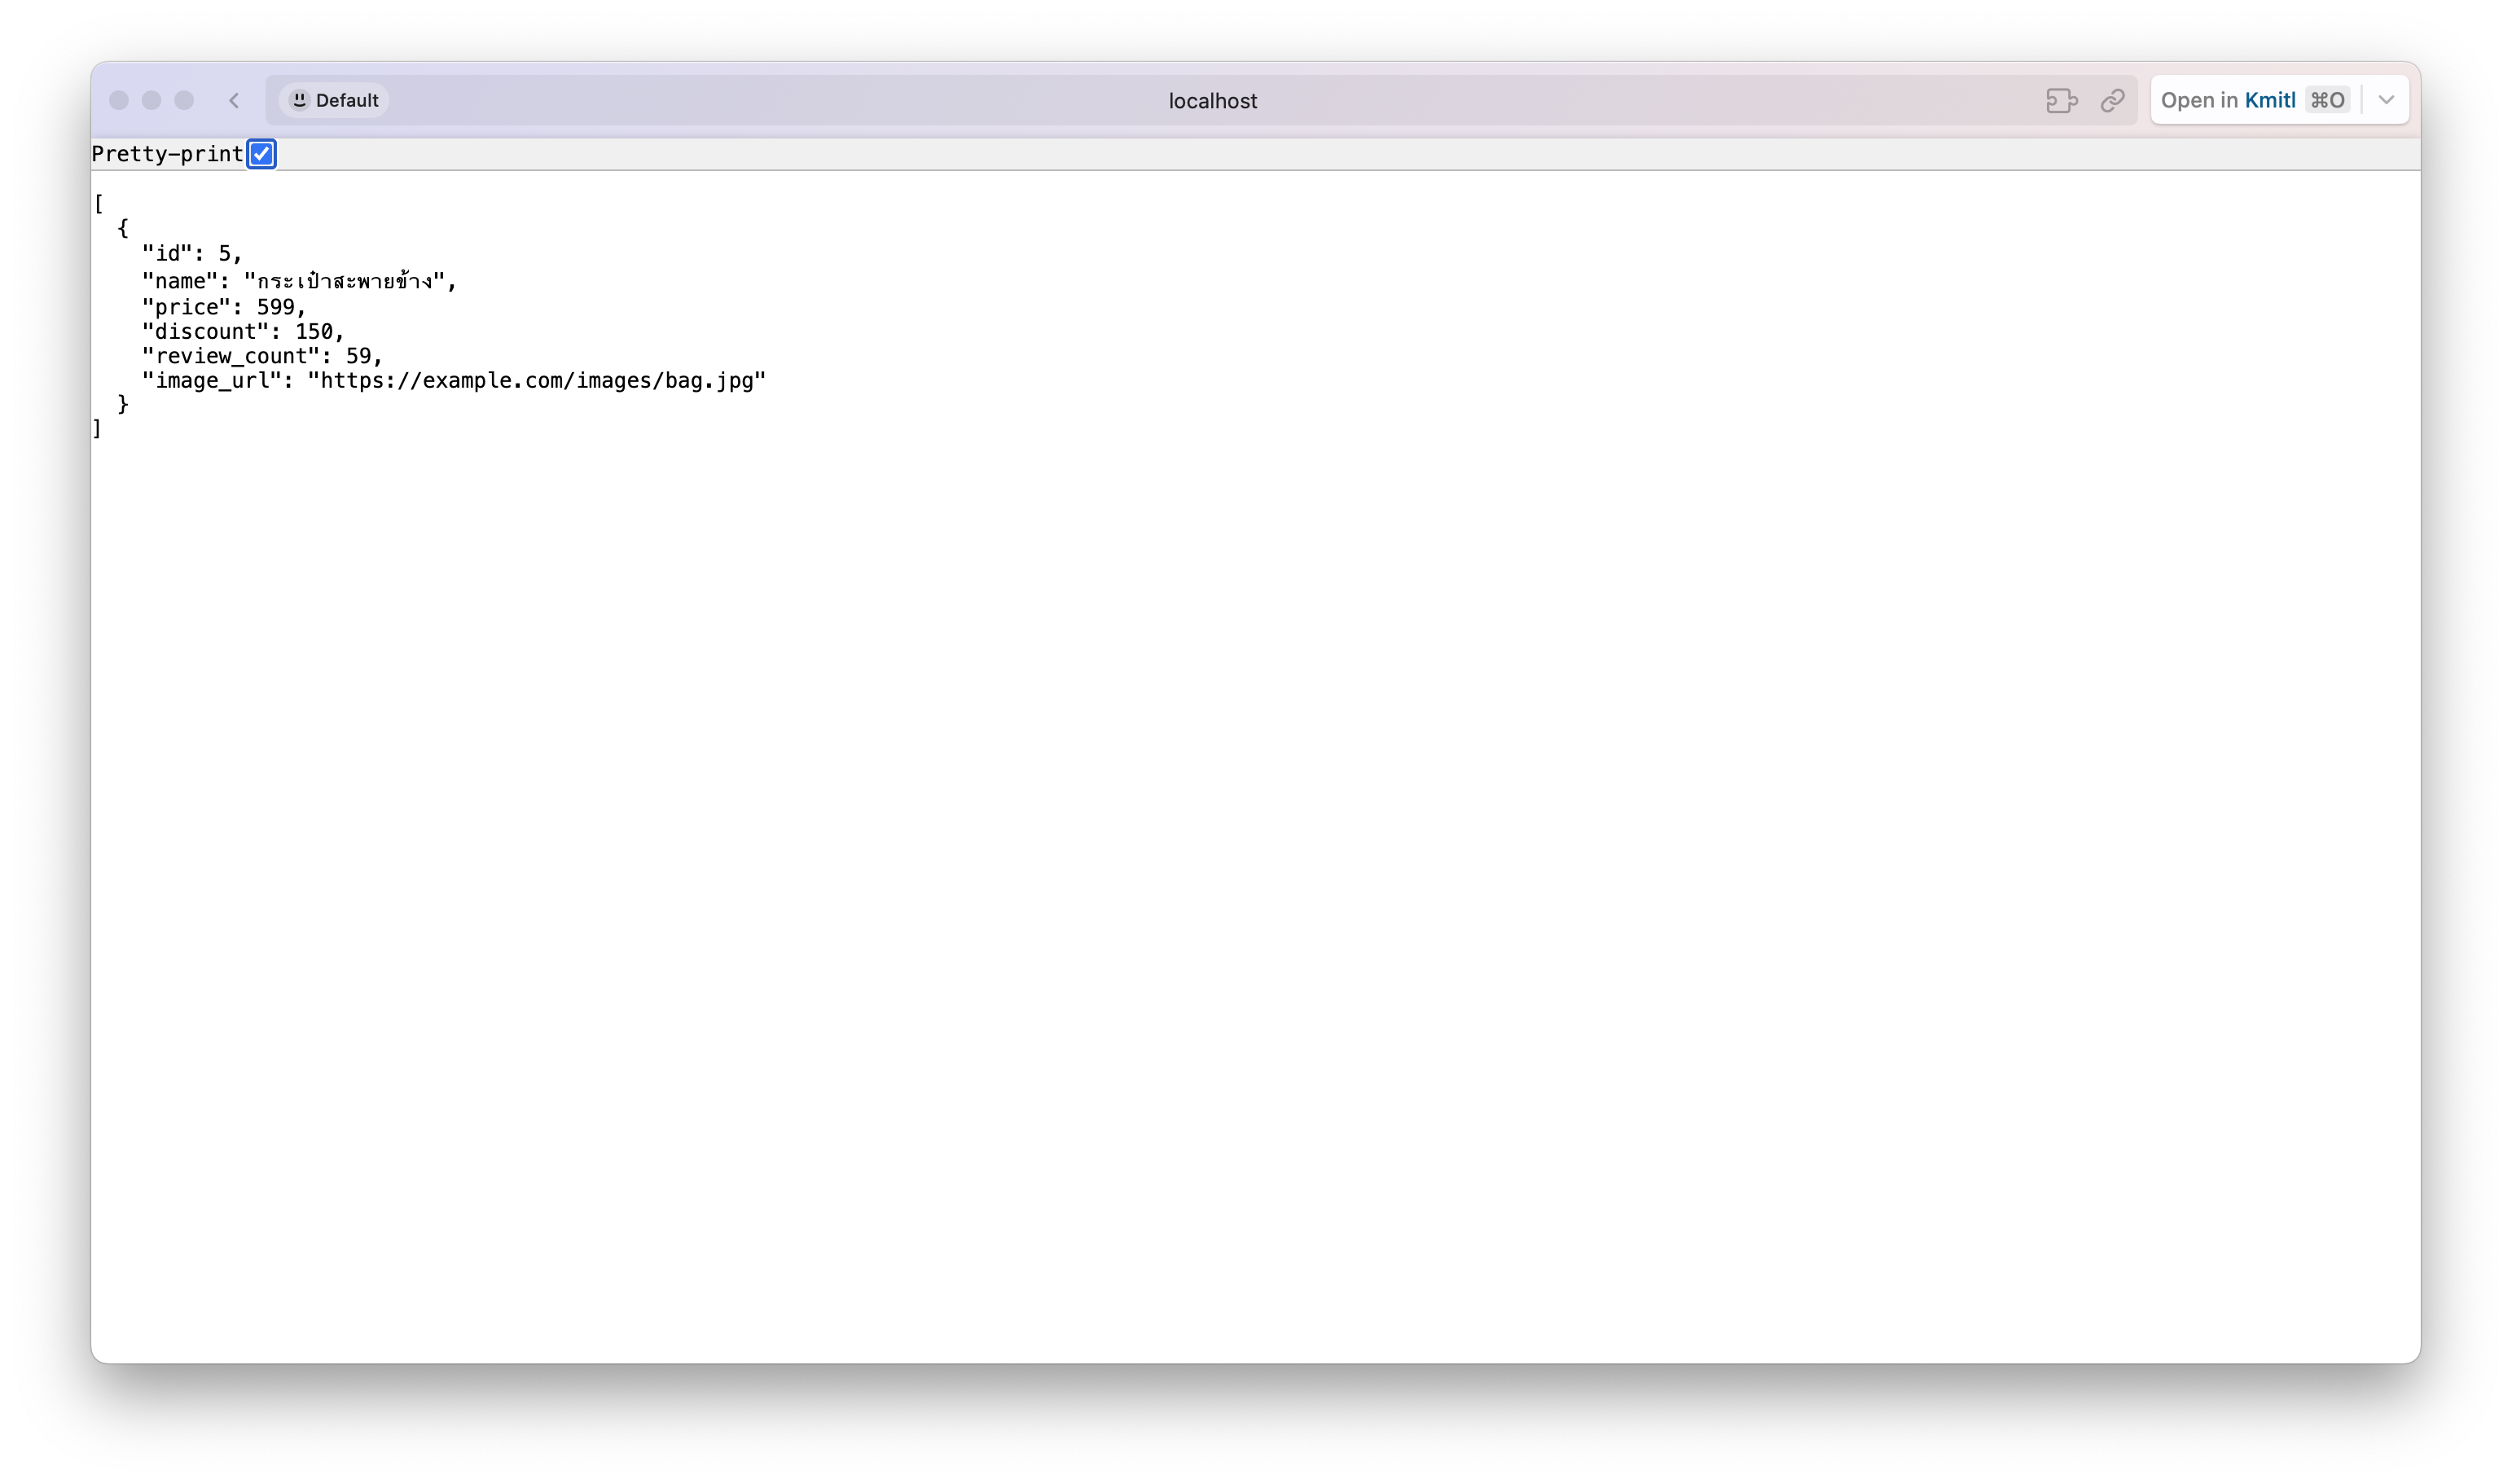 Default
localhost
Open in Kmitl ⌘O
Pretty-print
[
  {
    "id": 5,
    "name": "กระเป๋าสะพายข้าง",
    "price": 599,
    "discount": 150,
    "review_count": 59,
    "image_url": "https://example.com/images/bag.jpg"
  }
]